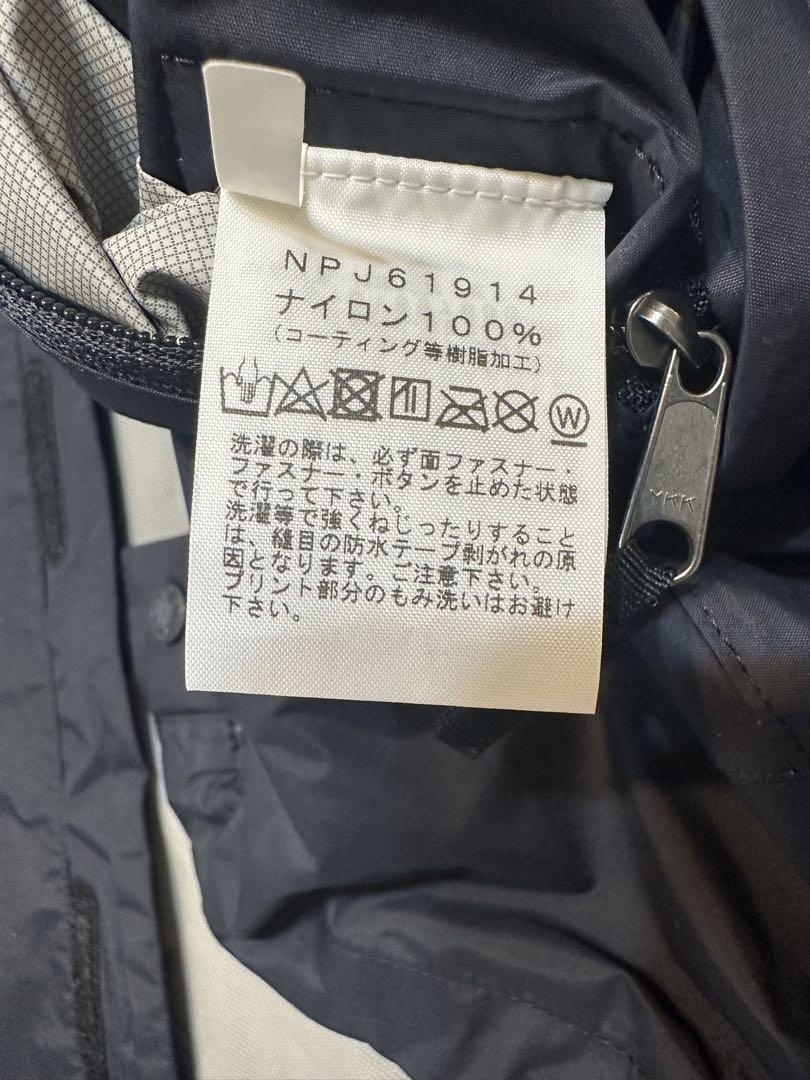 NPJ61914
ナイロン100%
(コーティング等樹脂加工)
W
洗濯の際は、必ず面ファスナー・
ファスナー・ボタンを止めた状態
で行って下さい。
洗濯等で強くねじったりすること
は、縫目の防水テープ剥がれの原
因となります。ご注意下さい。
プリント部分のもみ洗いはお避け
下さい。
YKK